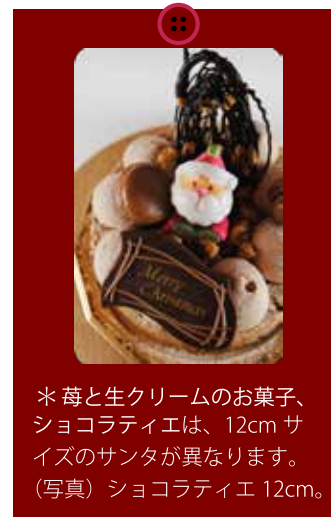 Merry
Christmas
＊苺と生クリームのお菓子、
ショコラティエは、12cm サ
イズのサンタが異なります。
（写真）ショコラティエ 12cm。